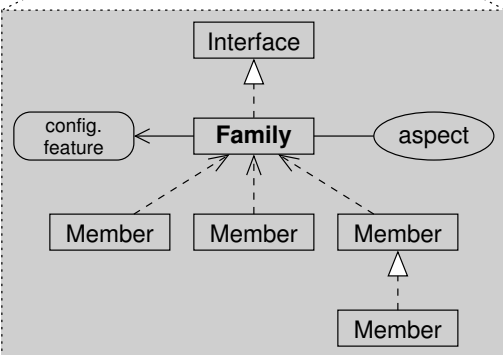 Interface
config.
feature
Family
aspect
Member
Member
Member
Member